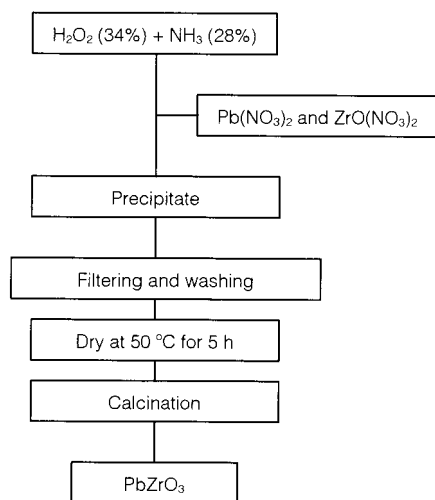 H₂O₂ (34%) + NH₃ (28%)
Pb(NO₃)₂ and ZrO(NO₃)₂
Precipitate
Filtering and washing
Dry at 50 °C for 5 h
Calcination
PbZrO₃